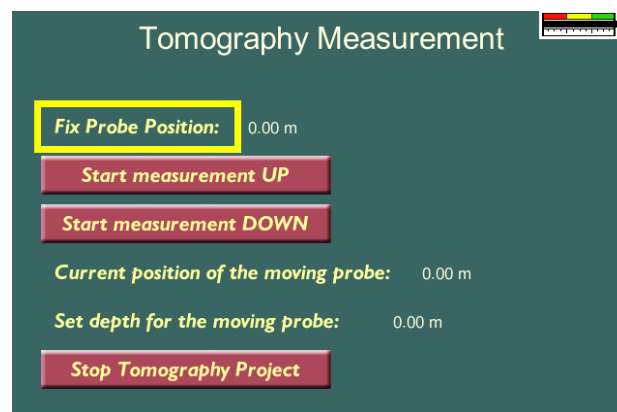 Tomography Measurement
Fix Probe Position: 0.00 m
Start measurement UP
Start measurement DOWN
Current position of the moving probe: 0.00 m
Set depth for the moving probe: 0.00 m
Stop Tomography Project